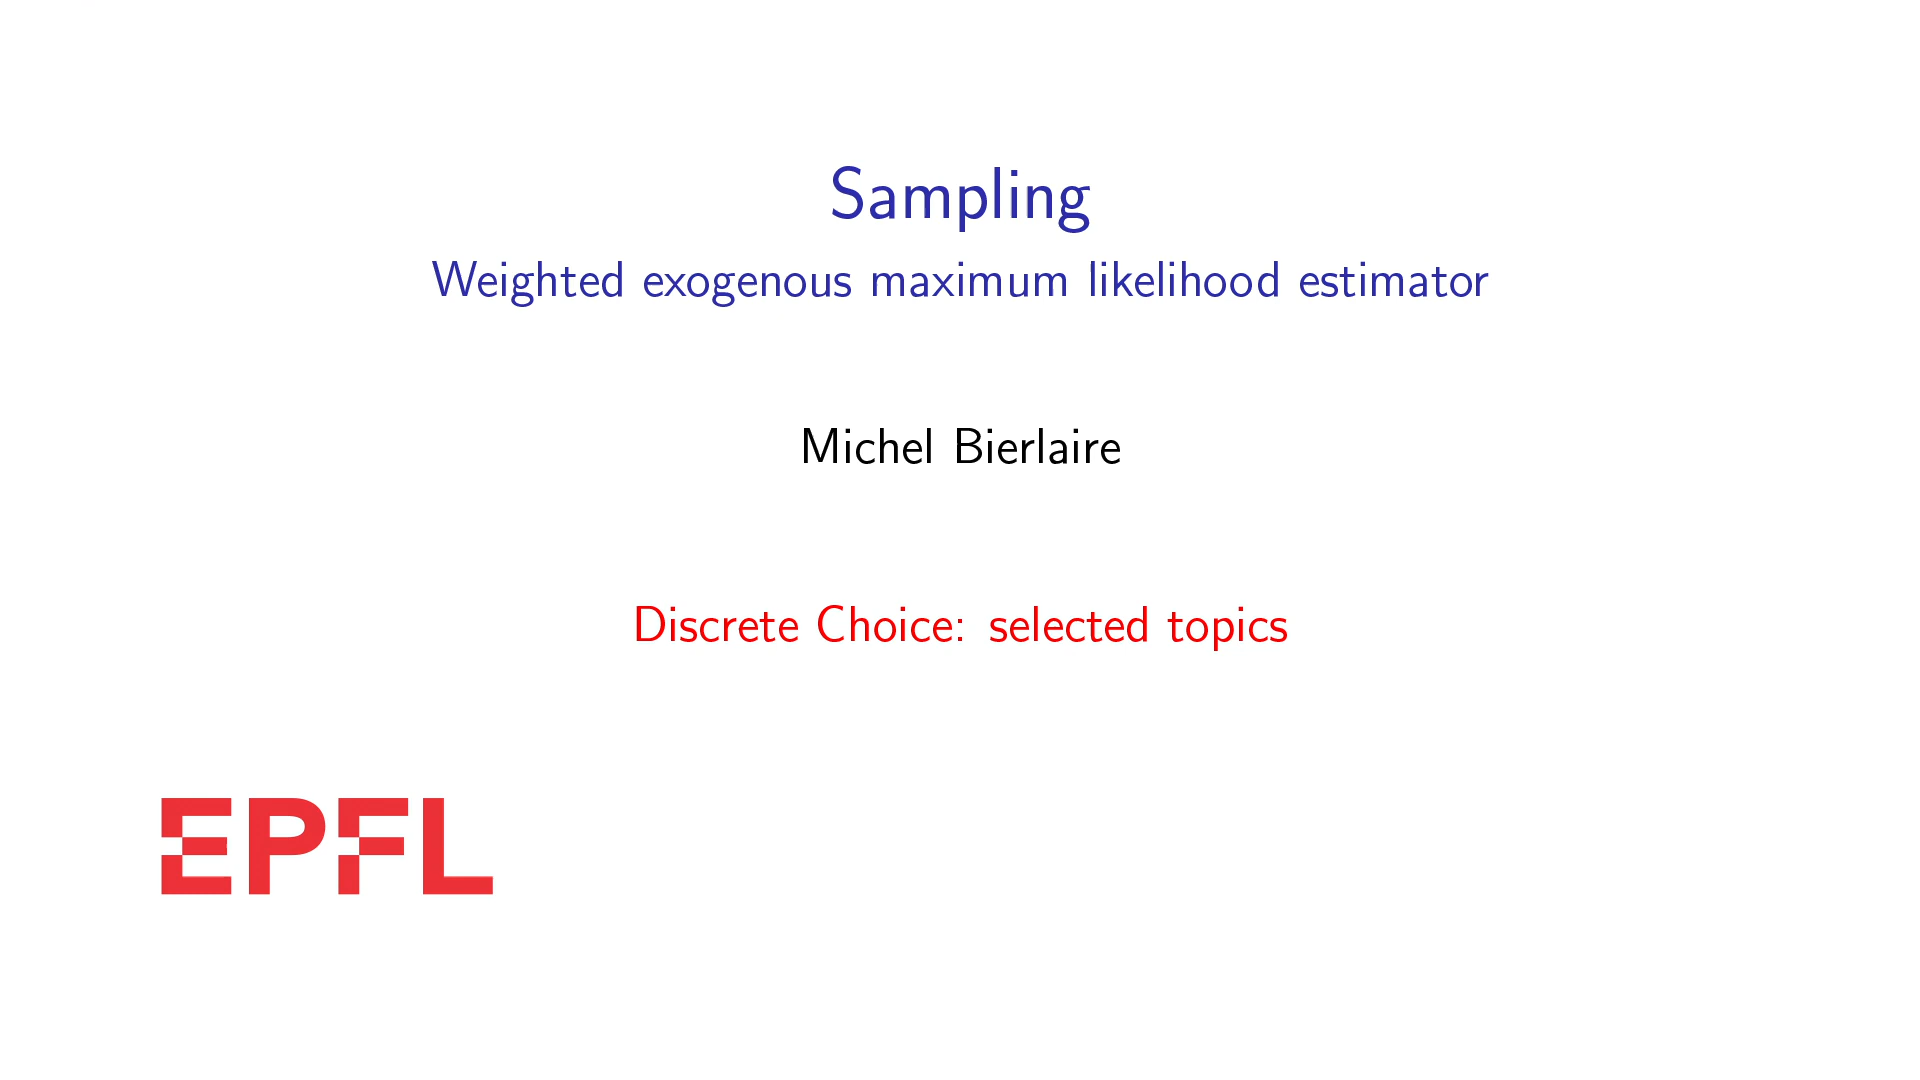 Sampling
Weighted exogenous maximum likelihood estimator
Michel Bierlaire
Discrete Choice: selected topics
EPFL